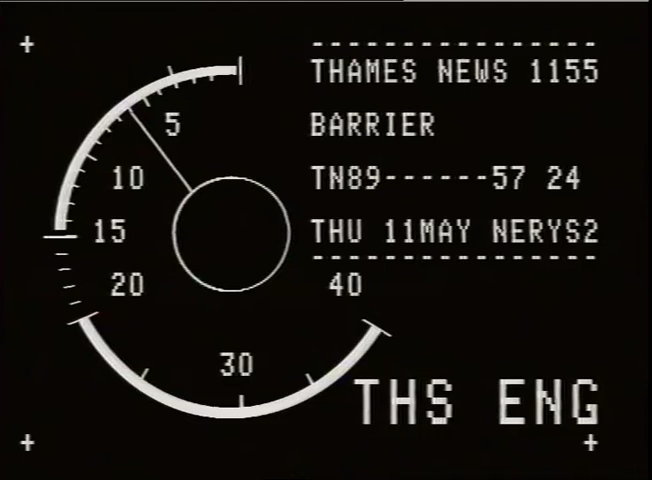 THAMES NEWS 1155
BARRIER
TN89------57 24
THU 11MAY NERYS2
5
10
15
20
30
40
THS ENG